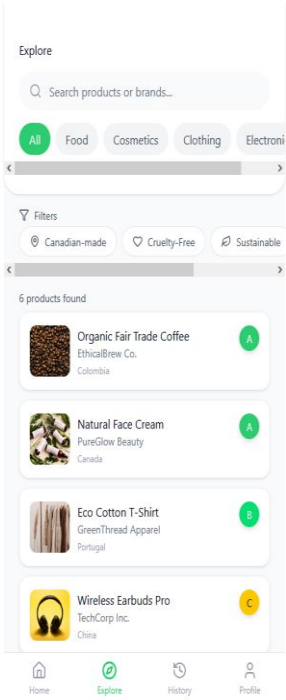 Explore
Search products or brands...
All Food Cosmetics Clothing Electroni
Filters
Canadian-made Cruelty-Free Sustainable
6 products found
Organic Fair Trade Coffee
EthicalBrew Co.
Colombia
A
Natural Face Cream
PureGlow Beauty
Canada
A
Eco Cotton T-Shirt
GreenThread Apparel
Portugal
B
Wireless Earbuds Pro
TechCorp Inc.
China
C
Home Explore History Profile